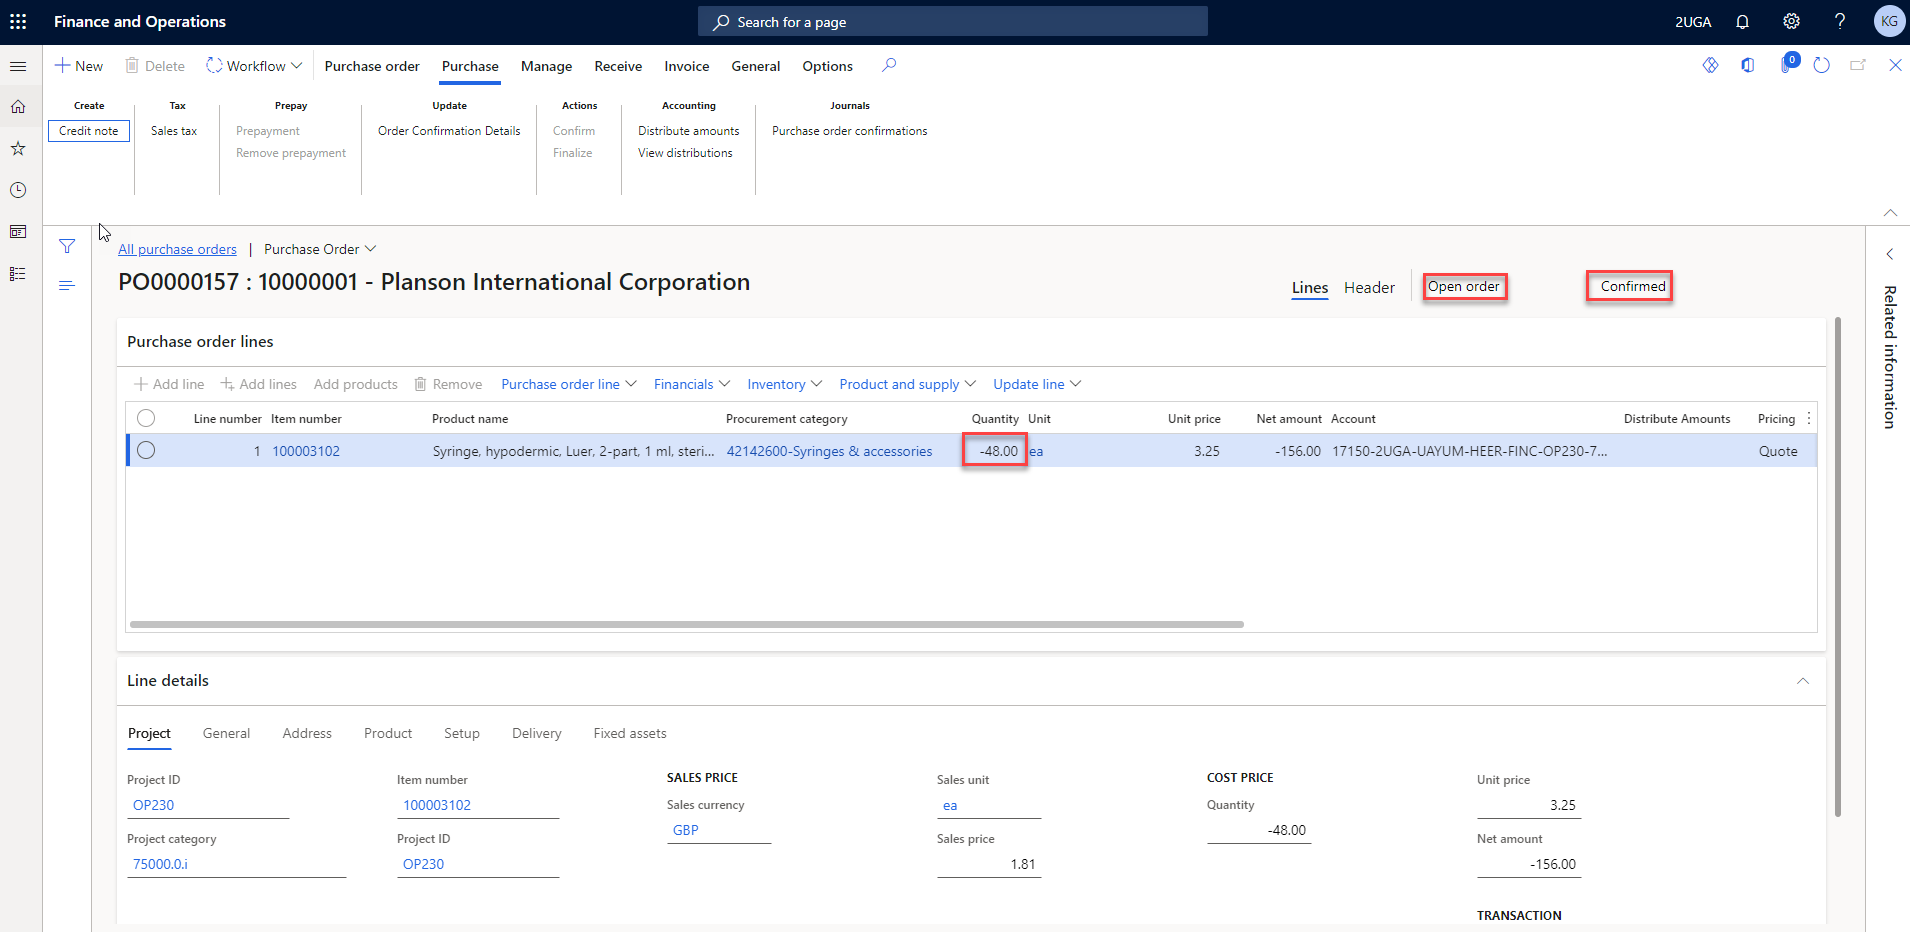 Finance and Operations
Search for a page
2UGA
?
KG
New
Delete
Workflow
Purchase order
Purchase
Manage
Receive
Invoice
General
Options
0
Create
Tax
Prepay
Update
Actions
Accounting
Journals
Credit note
Sales tax
Prepayment
Order Confirmation Details
Confirm
Distribute amounts
Purchase order confirmations
Remove prepayment
Finalize
View distributions
All purchase orders | Purchase Order
PO0000157 : 10000001 - Planson International Corporation
Lines
Header
Open order
Confirmed
Related information
Purchase order lines
Add line
Add lines
Add products
Remove
Purchase order line
Financials
Inventory
Product and supply
Update line
Line number Item number Product name Procurement category Quantity Unit Unit price Net amount Account Distribute Amounts Pricing
1 100003102 Syringe, hypodermic, Luer, 2-part, 1 ml, steri... 42142600-Syringes & accessories -48.00 ea 3.25 -156.00 17150-2UGA-UAYUM-HEER-FINC-OP230-7... Quote
Line details
Project
General
Address
Product
Setup
Delivery
Fixed assets
Project ID
OP230
Project category
75000.0.i
Item number
100003102
Project ID
OP230
SALES PRICE
Sales currency
GBP
Sales unit
ea
Sales price
1.81
COST PRICE
Quantity
-48.00
Unit price
3.25
Net amount
-156.00
TRANSACTION